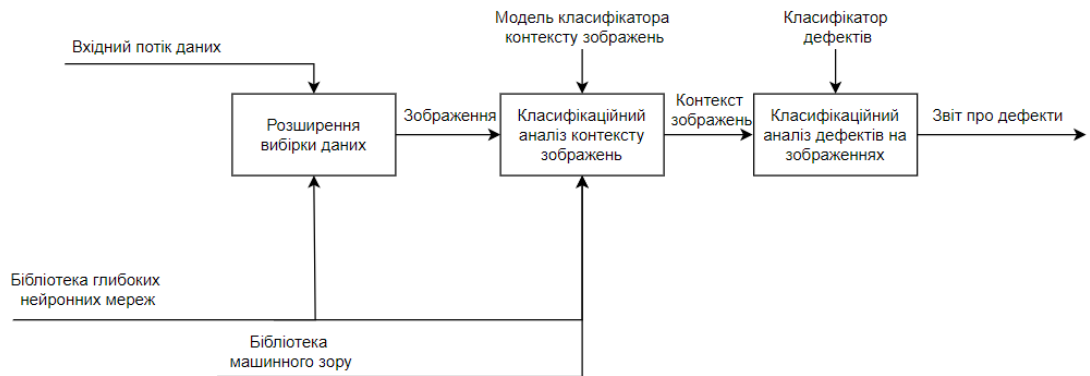 Модель класифікатора
контексту зображень
Класифікатор
дефектів
Вхідний потік даних
Розширення
вибірки даних
Зображення
Класифікаційний
аналіз контексту
зображень
Контекст
зображень
Класифікаційний
аналіз дефектів на
зображеннях
Звіт про дефекти
Бібліотека глибоких
нейронних мереж
Бібліотека
машинного зору